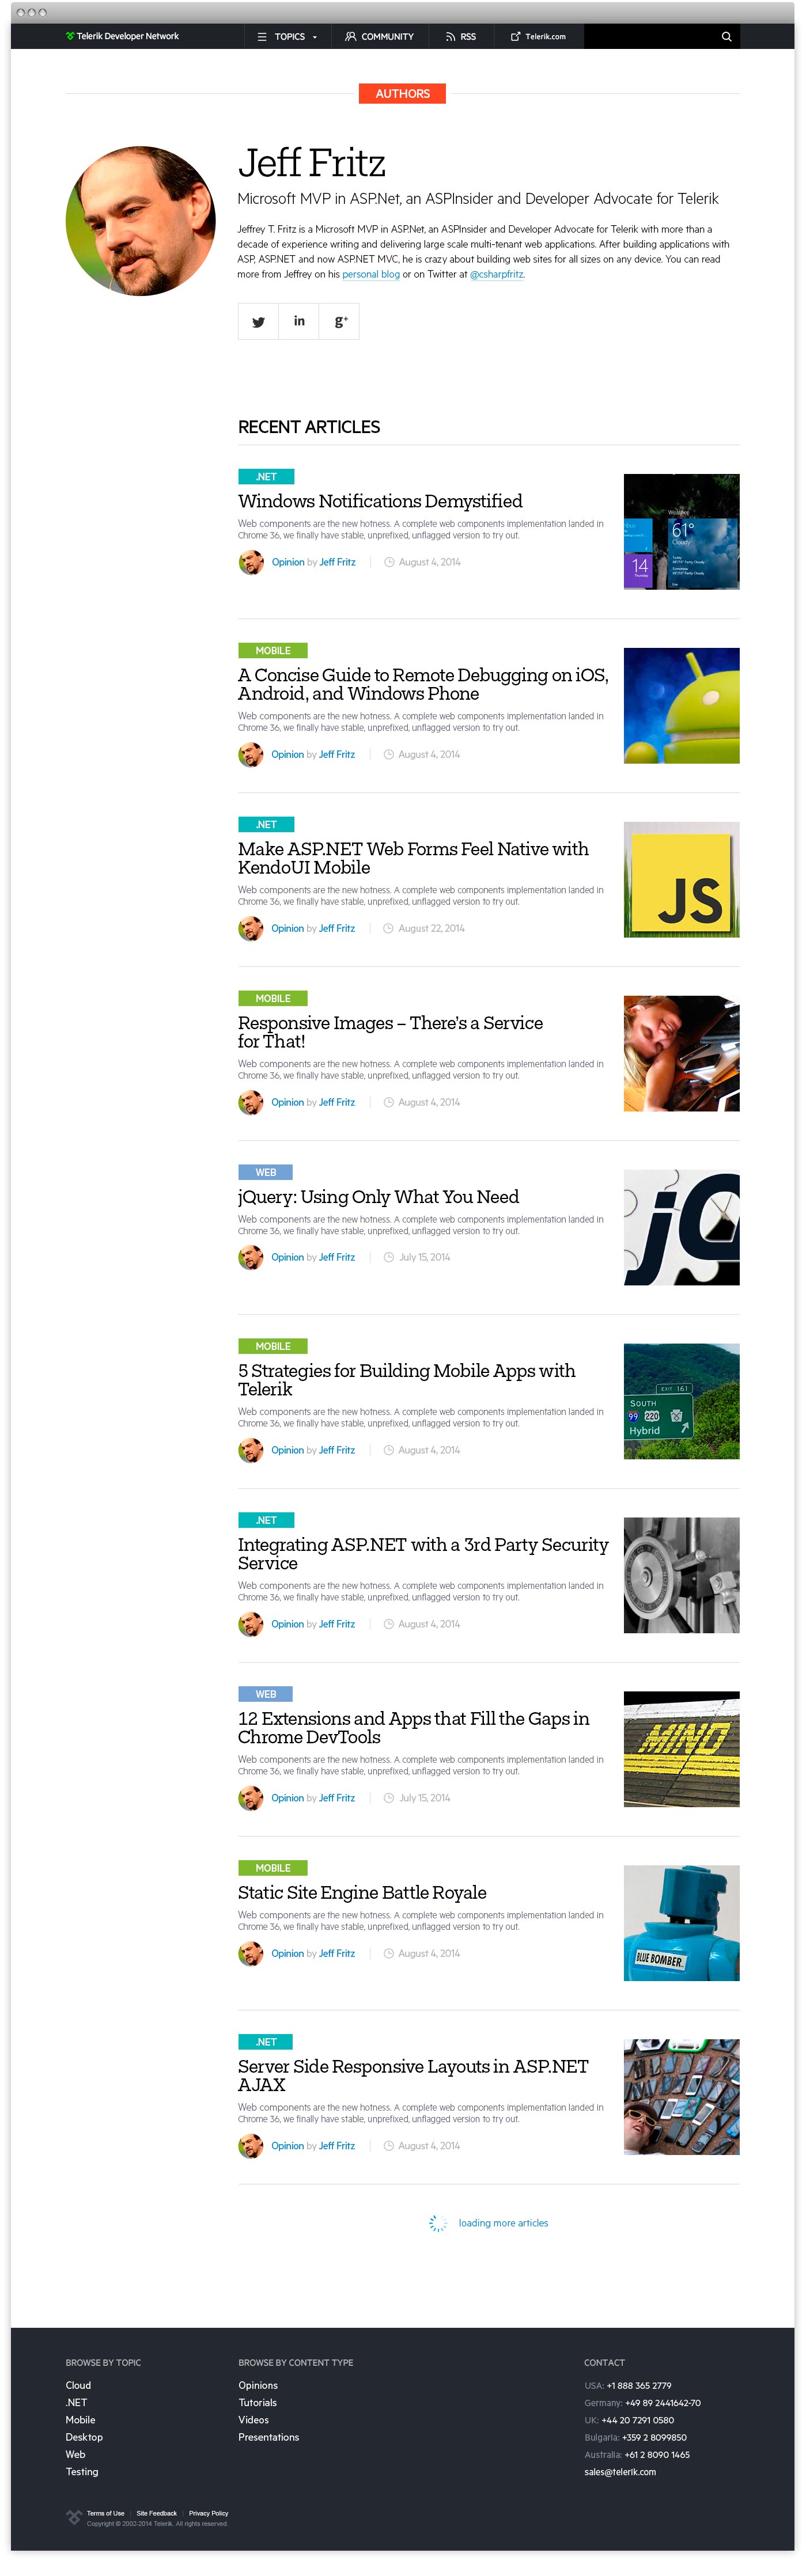 Telerik Developer Network
TOPICS
COMMUNITY
RSS
Telerik.com
AUTHORS
Jeff Fritz
Microsoft MVP in ASP.Net, an ASPInsider and Developer Advocate for Telerik
Jeffrey T. Fritz is a Microsoft MVP in ASP.Net, an ASPInsider and Developer Advocate for Telerik with more than a
decade of experience writing and delivering large scale multi-tenant web applications. After building applications with
ASP, ASP.NET and now ASP.NET MVC, he is crazy about building web sites for all sizes on any device. You can read
more from Jeffrey on his personal blog or on Twitter at @csharpfritz.
in
g+
RECENT ARTICLES
.NET
Windows Notifications Demystified
Web components are the new hotness. A complete web components implementation landed in
Chrome 36, we finally have stable, unprefixed, unflagged version to try out.
Opinion by Jeff Fritz
August 4, 2014
Weather
61°
Cloudy
Today
Tomorrow
14
Thursday
MOBILE
A Concise Guide to Remote Debugging on iOS,
Android, and Windows Phone
Web components are the new hotness. A complete web components implementation landed in
Chrome 36, we finally have stable, unprefixed, unflagged version to try out.
Opinion by Jeff Fritz
August 4, 2014
.NET
Make ASP.NET Web Forms Feel Native with
KendoUI Mobile
Web components are the new hotness. A complete web components implementation landed in
Chrome 36, we finally have stable, unprefixed, unflagged version to try out.
Opinion by Jeff Fritz
August 22, 2014
JS
MOBILE
Responsive Images – There's a Service
for That!
Web components are the new hotness. A complete web components implementation landed in
Chrome 36, we finally have stable, unprefixed, unflagged version to try out.
Opinion by Jeff Fritz
August 4, 2014
WEB
jQuery: Using Only What You Need
Web components are the new hotness. A complete web components implementation landed in
Chrome 36, we finally have stable, unprefixed, unflagged version to try out.
Opinion by Jeff Fritz
July 15, 2014
jQ
MOBILE
5 Strategies for Building Mobile Apps with
Telerik
Web components are the new hotness. A complete web components implementation landed in
Chrome 36, we finally have stable, unprefixed, unflagged version to try out.
Opinion by Jeff Fritz
August 4, 2014
EXIT 161
SOUTH
99 220
Hybrid
.NET
Integrating ASP.NET with a 3rd Party Security
Service
Web components are the new hotness. A complete web components implementation landed in
Chrome 36, we finally have stable, unprefixed, unflagged version to try out.
Opinion by Jeff Fritz
August 4, 2014
WEB
12 Extensions and Apps that Fill the Gaps in
Chrome DevTools
Web components are the new hotness. A complete web components implementation landed in
Chrome 36, we finally have stable, unprefixed, unflagged version to try out.
Opinion by Jeff Fritz
July 15, 2014
MIND
MOBILE
Static Site Engine Battle Royale
Web components are the new hotness. A complete web components implementation landed in
Chrome 36, we finally have stable, unprefixed, unflagged version to try out.
Opinion by Jeff Fritz
August 4, 2014
BLUE BOMBER
.NET
Server Side Responsive Layouts in ASP.NET
AJAX
Web components are the new hotness. A complete web components implementation landed in
Chrome 36, we finally have stable, unprefixed, unflagged version to try out.
Opinion by Jeff Fritz
August 4, 2014
loading more articles
BROWSE BY TOPIC
Cloud
.NET
Mobile
Desktop
Web
Testing
BROWSE BY CONTENT TYPE
Opinions
Tutorials
Videos
Presentations
CONTACT
USA: +1 888 365 2779
Germany: +49 89 2441642-70
UK: +44 20 7291 0580
Bulgaria: +359 2 8099850
Australia: +61 2 8090 1465
sales@telerik.com
Terms of Use | Site Feedback | Privacy Policy
Copyright © 2002-2014 Telerik. All rights reserved.